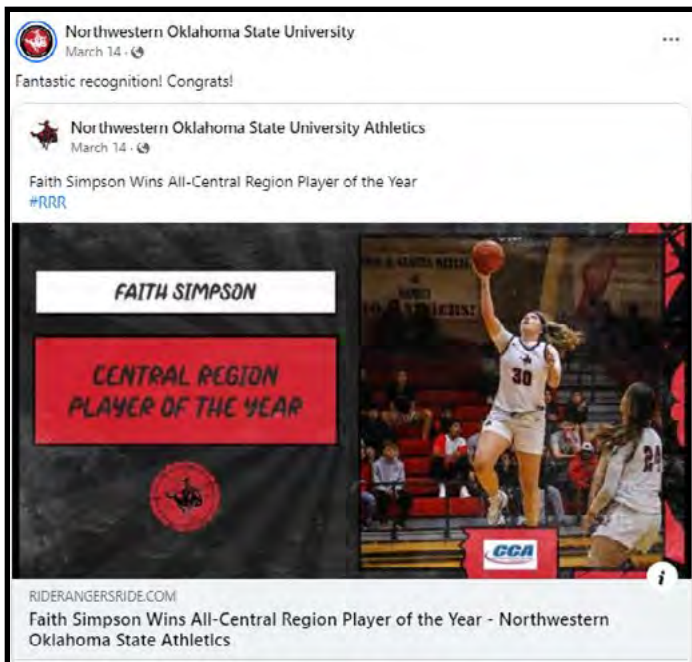 Northwestern Oklahoma State University
March 14 ·
Fantastic recognition! Congrats!
Northwestern Oklahoma State University Athletics
March 14 ·
Faith Simpson Wins All-Central Region Player of the Year
#RRR
FAITH SIMPSON
CENTRAL REGION
PLAYER OF THE YEAR
30
CCA
i
RIDERANGERSRIDE.COM
Faith Simpson Wins All-Central Region Player of the Year - Northwestern
Oklahoma State Athletics